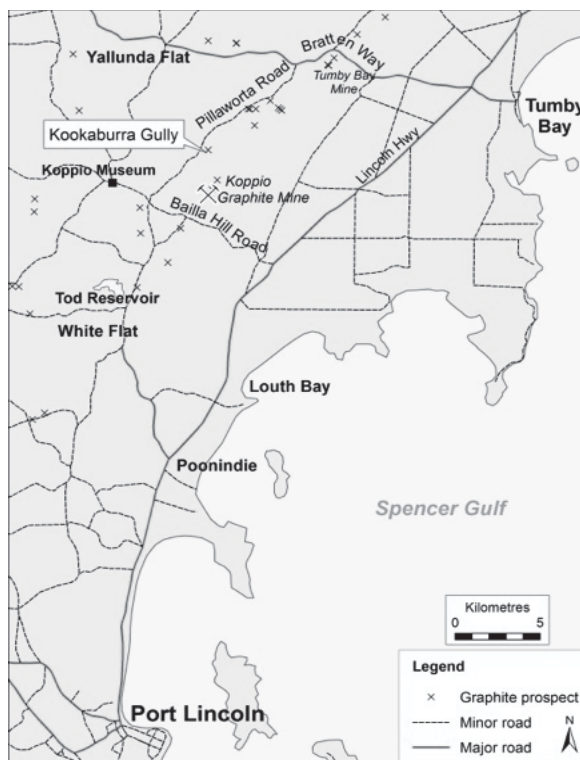 Yallunda Flat
Bratten Way
Tumby Bay
Mine
Pillaworta Road
Tumby
Bay
Kookaburra Gully
Lincoln Hwy
Koppio Museum
Koppio
Graphite Mine
Bailla Hill Road
Tod Reservoir
White Flat
Louth Bay
Poonindie
Spencer Gulf
Kilometres
0 5
Legend
Graphite prospect
Minor road
Major road
N
Port Lincoln